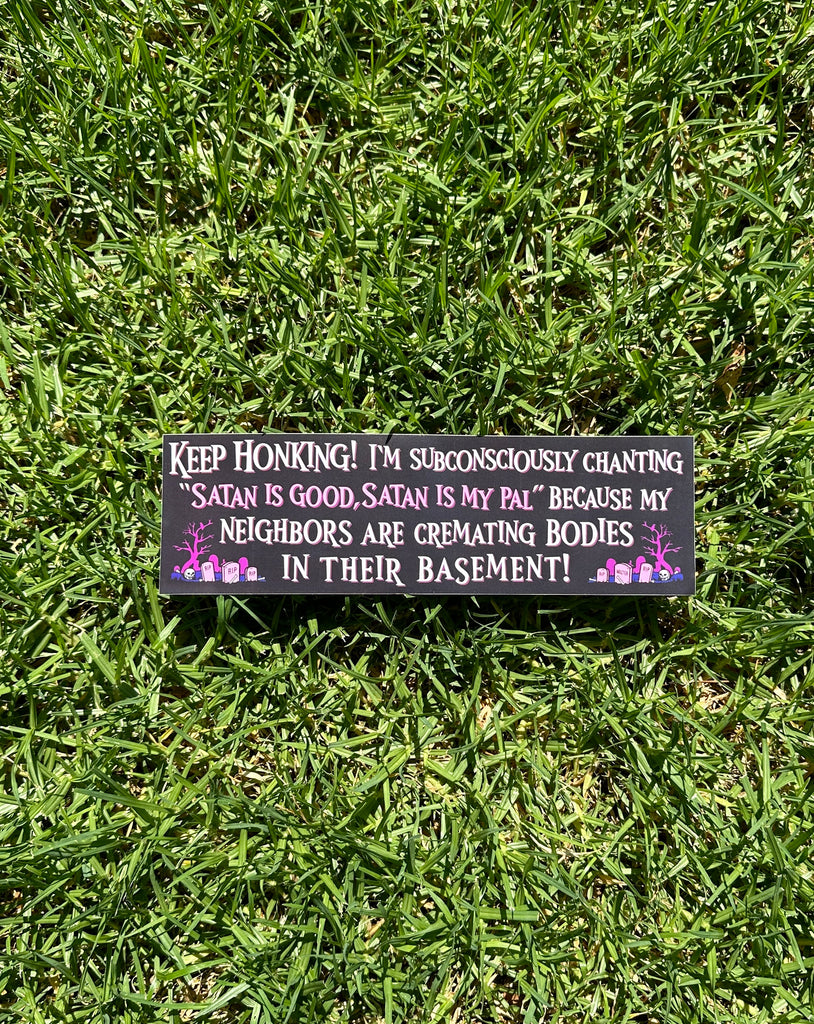 KEEP HONKING! I'M SUBCONSCIOUSLY CHANTING
"SATAN IS GOOD, SATAN IS MY PAL" BECAUSE MY
NEIGHBORS ARE CREMATING BODIES
IN THEIR BASEMENT!
RIP